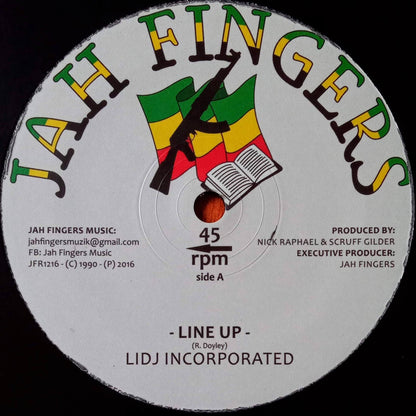 JAH FINGERS
JAH FINGERS MUSIC:
jahfingersmuzik@gmail.com
FB: Jah Fingers Music
JFR1216 - (C) 1990 - (P) 2016
45
rpm
side A
PRODUCED BY:
NICK RAPHAEL & SCRUFF GILDER
EXECUTIVE PRODUCER:
JAH FINGERS
- LINE UP -
(R. Doyley)
LIDJ INCORPORATED